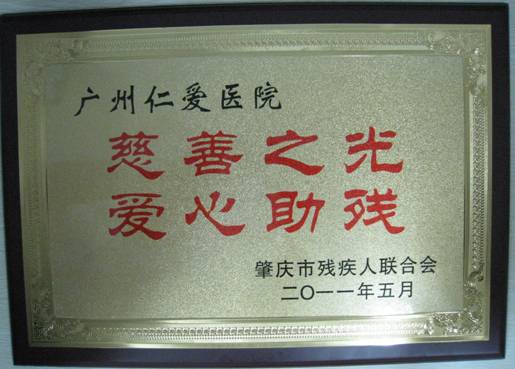 广州仁爱医院
慈善之光
爱心助残
肇庆市残疾人联合会
二〇一一年五月